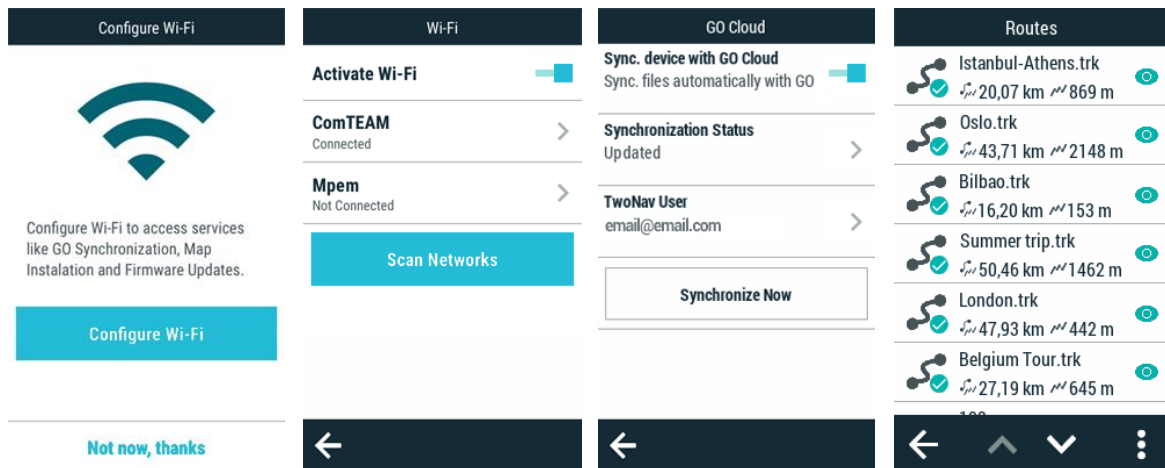 Configure Wi-Fi
Configure Wi-Fi to access services
like GO Synchronization, Map
Instalation and Firmware Updates.
Configure Wi-Fi
Not now, thanks
Wi-Fi
Activate Wi-Fi
ComTEAM
Connected
Mpem
Not Connected
Scan Networks
GO Cloud
Sync. device with GO Cloud
Sync. files automatically with GO
Synchronization Status
Updated
TwoNav User
email@email.com
Synchronize Now
Routes
Istanbul-Athens.trk
20,07 km 869 m
Oslo.trk
43,71 km 2148 m
Bilbao.trk
16,20 km 153 m
Summer trip.trk
50,46 km 1462 m
London.trk
47,93 km 442 m
Belgium Tour.trk
27,19 km 645 m